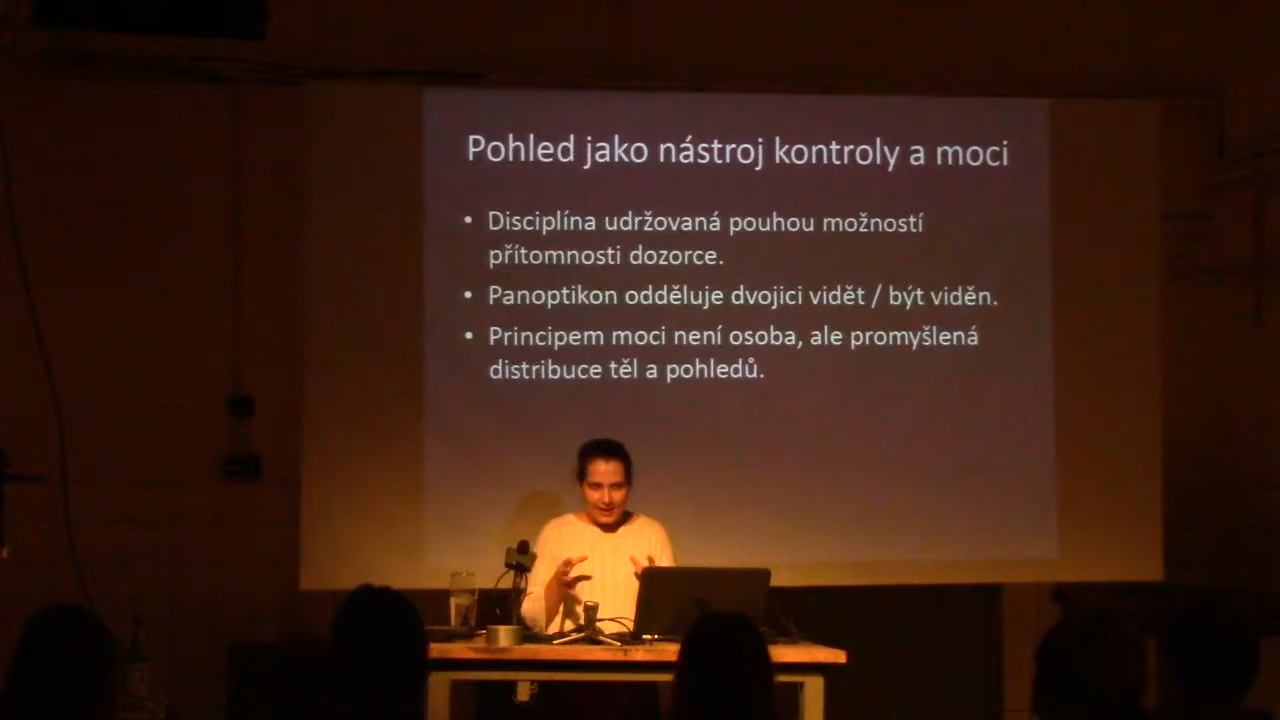 Pohled jako nástroj kontroly a moci
• Disciplína udržovaná pouhou možností
přítomnosti dozorce.
• Panoptikon odděluje dvojici vidět / být viděn.
• Principem moci není osoba, ale promyšlená
distribuce těl a pohledů.